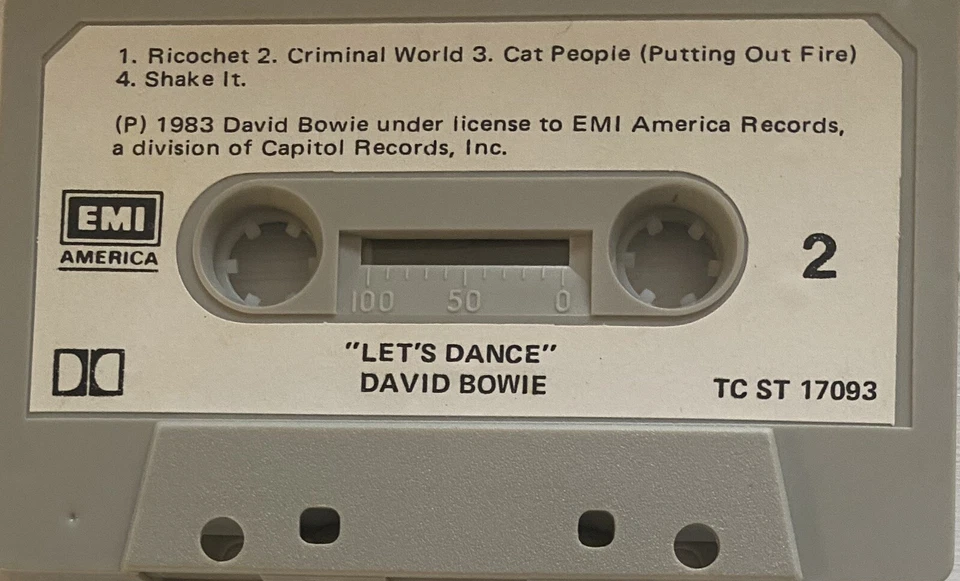 1. Ricochet 2. Criminal World 3. Cat People (Putting Out Fire)
4. Shake It.
(P) 1983 David Bowie under license to EMI America Records,
a division of Capitol Records, Inc.
EMI
AMERICA
2
100 50 0
"LET'S DANCE"
DAVID BOWIE
TC ST 17093